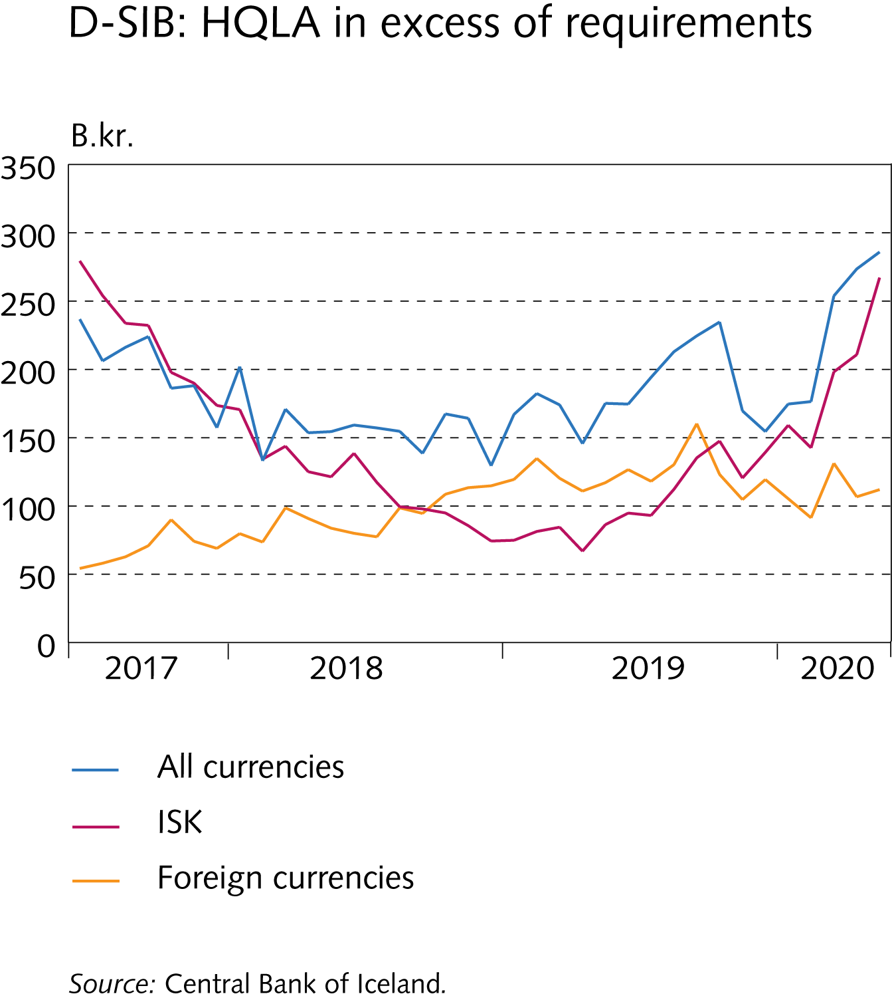 D-SIB: HQLA in excess of requirements
B.kr.
350
300
250
200
150
100
50
0
2017 2018 2019 2020
All currencies
ISK
Foreign currencies
Source: Central Bank of Iceland.